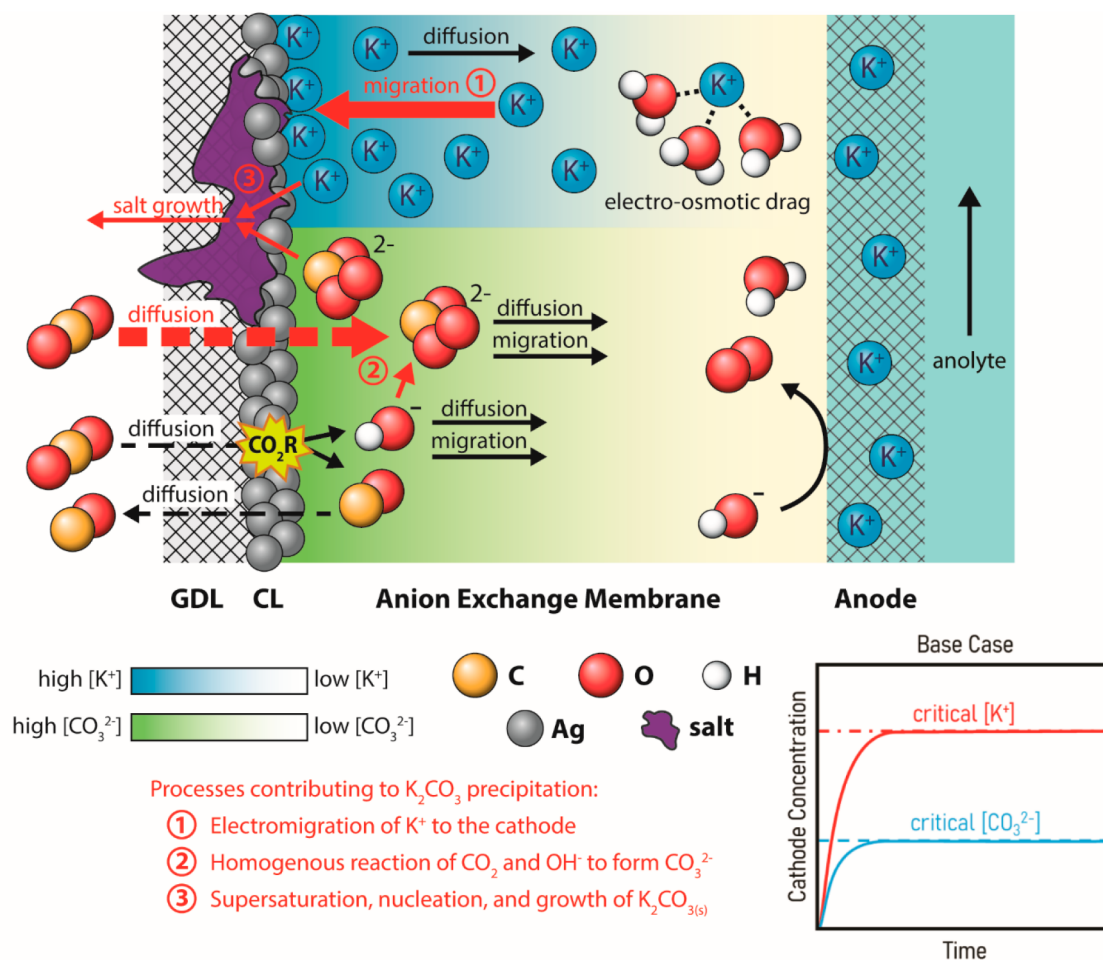 K⁺ K⁺ diffusion K⁺ K⁺
K⁺ migration ① K⁺ K⁺
K⁺ K⁺ K⁺ K⁺ K⁺
③ K⁺ K⁺
salt growth electro-osmotic drag
2-
K⁺
diffusion 2- diffusion
migration
② K⁺ anolyte
diffusion CO₂R - diffusion
migration
K⁺
diffusion - K⁺
GDL CL Anion Exchange Membrane Anode
high [K⁺] low [K⁺] C O H
high [CO₃²⁻] low [CO₃²⁻] Ag salt
Processes contributing to K₂CO₃ precipitation:
① Electromigration of K⁺ to the cathode
② Homogenous reaction of CO₂ and OH⁻ to form CO₃²⁻
③ Supersaturation, nucleation, and growth of K₂CO₃₍ₛ₎
Base Case
Cathode Concentration
critical [K⁺]
critical [CO₃²⁻]
Time